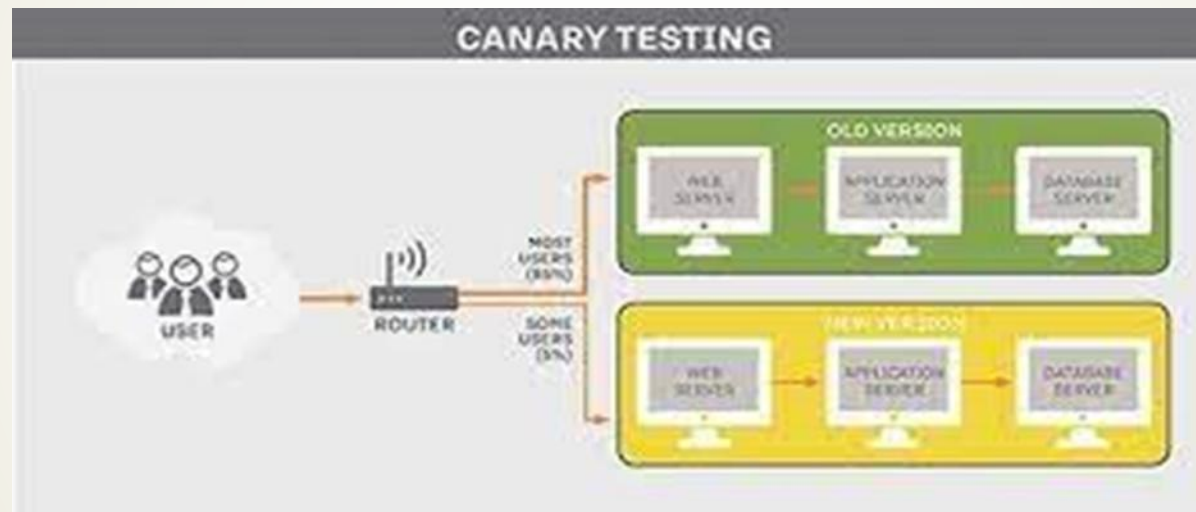 CANARY TESTING
OLD VERSION
WEB
SERVER
APPLICATION
SERVER
DATABASE
SERVER
MOST
USERS
USER
ROUTER
SOME
USERS
(5%)
NEW VERSION
WEB
SERVER
APPLICATION
SERVER
DATABASE
SERVER